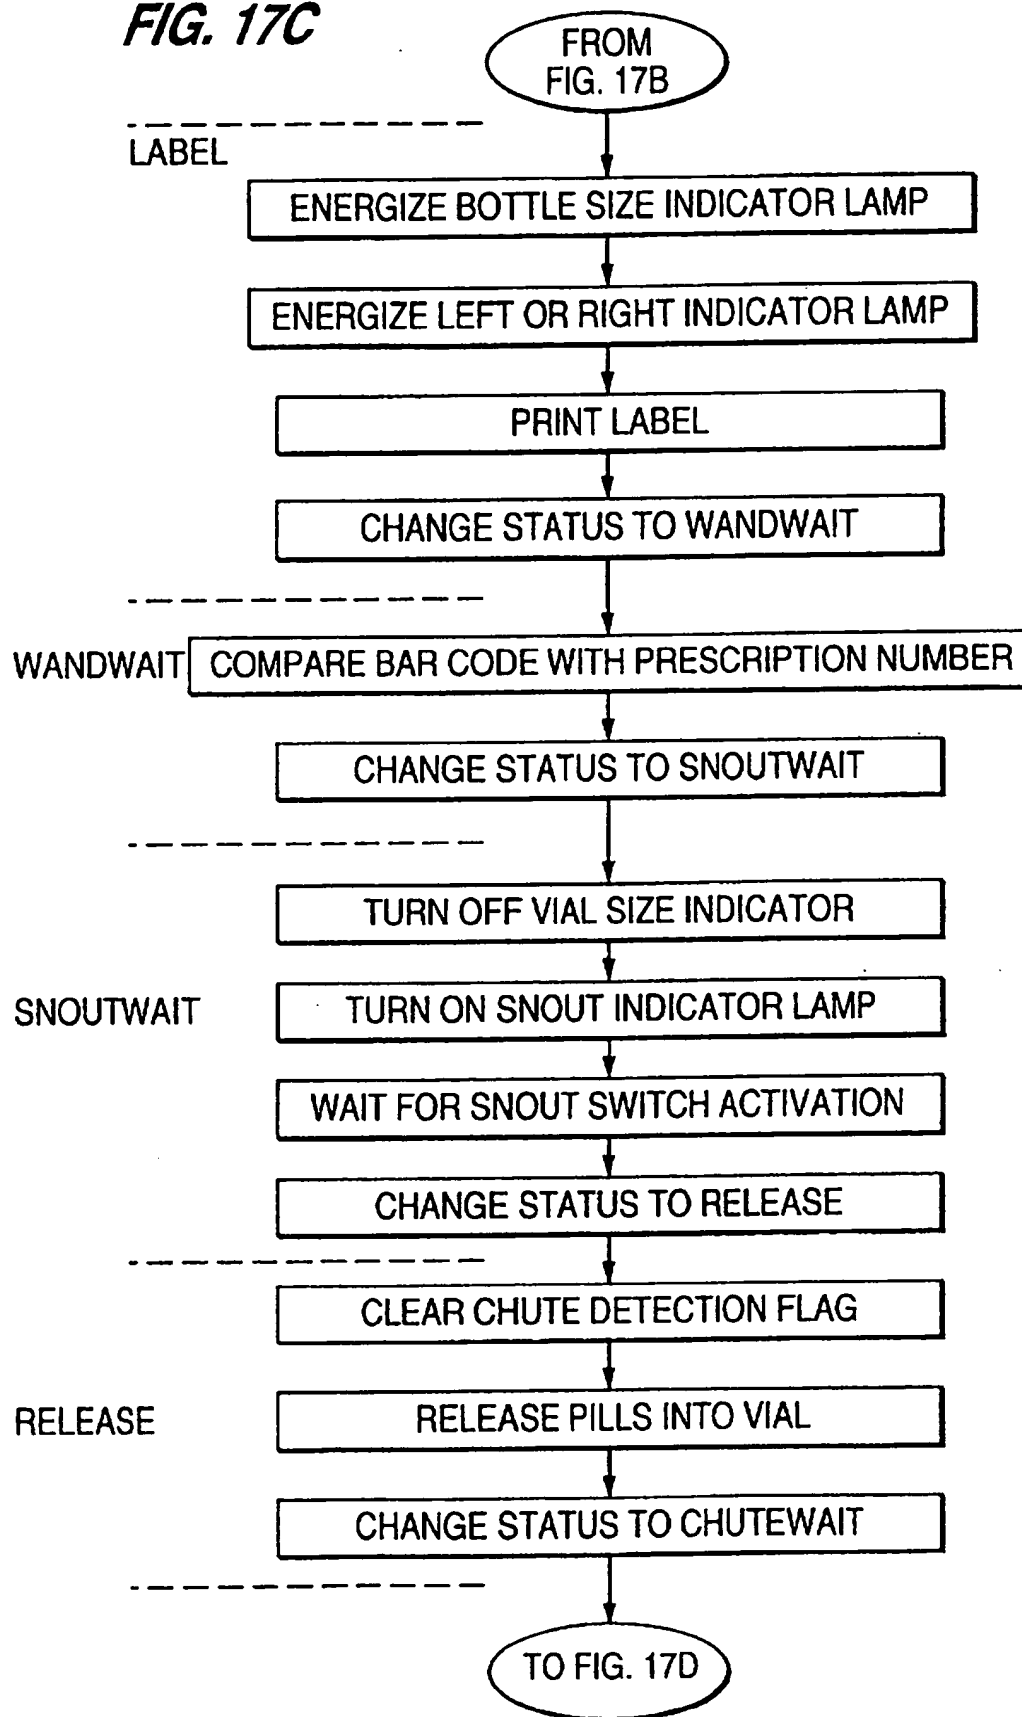 FIG. 17C
FROM
FIG. 17B
LABEL
ENERGIZE BOTTLE SIZE INDICATOR LAMP
ENERGIZE LEFT OR RIGHT INDICATOR LAMP
PRINT LABEL
CHANGE STATUS TO WANDWAIT
WANDWAIT
COMPARE BAR CODE WITH PRESCRIPTION NUMBER
CHANGE STATUS TO SNOUTWAIT
TURN OFF VIAL SIZE INDICATOR
SNOUTWAIT
TURN ON SNOUT INDICATOR LAMP
WAIT FOR SNOUT SWITCH ACTIVATION
CHANGE STATUS TO RELEASE
CLEAR CHUTE DETECTION FLAG
RELEASE
RELEASE PILLS INTO VIAL
CHANGE STATUS TO CHUTEWAIT
TO FIG. 17D